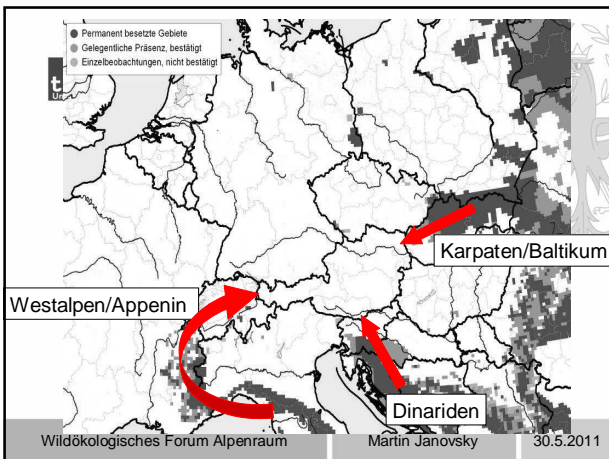 Permanent besetzte Gebiete
Gelegentliche Präsenz, bestätigt
Einzelbeobachtungen, nicht bestätigt
Karpaten/Baltikum
Westalpen/Appenin
Dinariden
Wildökologisches Forum Alpenraum Martin Janovsky 30.5.2011